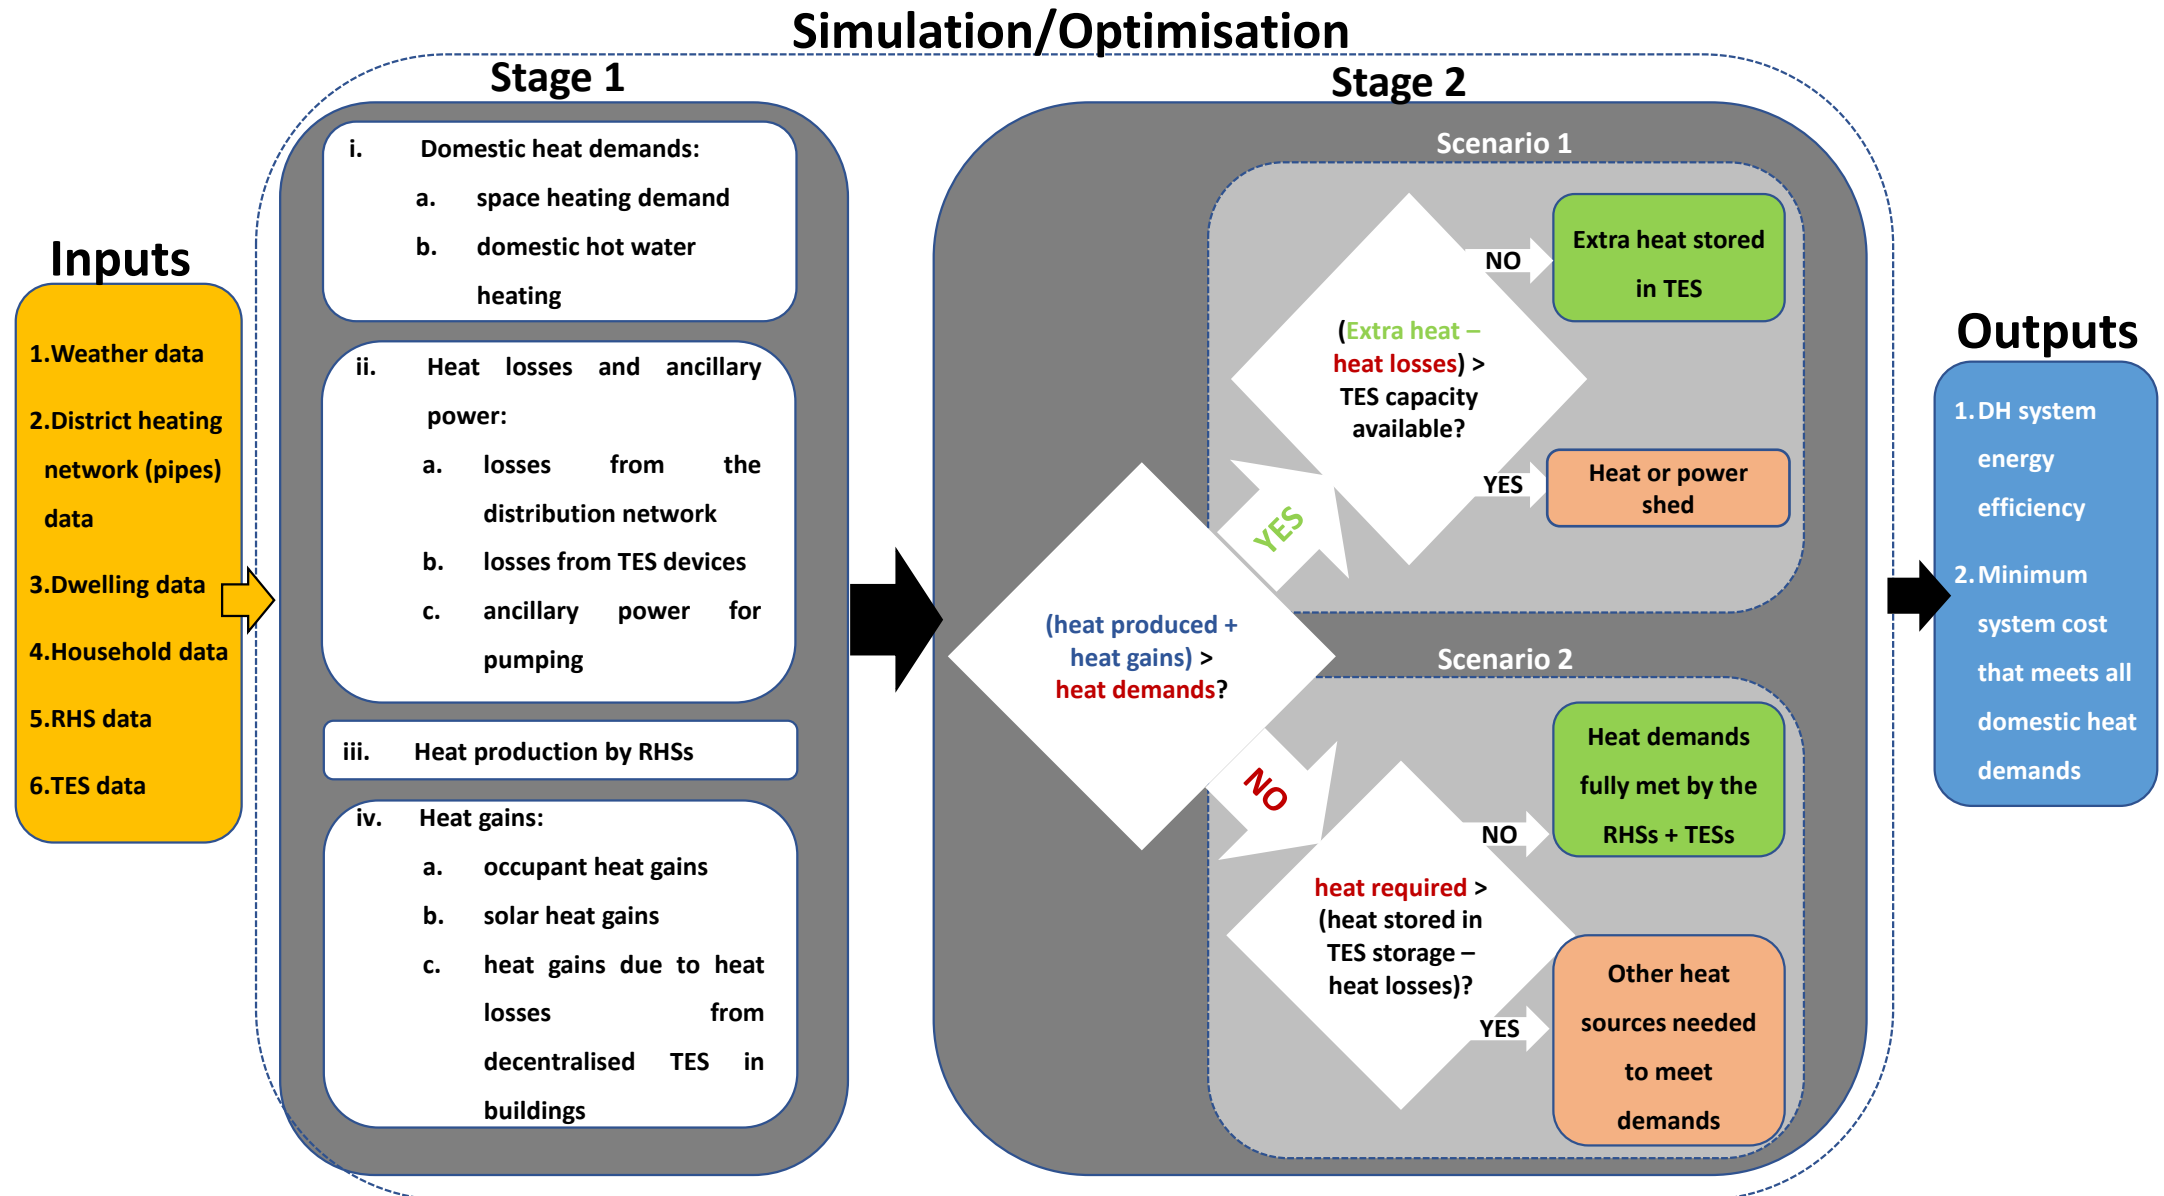 Simulation/Optimisation
Inputs
1.Weather data
2.District heating
network (pipes)
data
3.Dwelling data
4.Household data
5.RHS data
6.TES data
Stage 1
i. Domestic heat demands:
a. space heating demand
b. domestic hot water
heating
ii. Heat losses and ancillary
power:
a. losses from the
distribution network
b. losses from TES devices
c. ancillary power for
pumping
iii. Heat production by RHSs
iv. Heat gains:
a. occupant heat gains
b. solar heat gains
c. heat gains due to heat
losses from
decentralised TES in
buildings
Stage 2
(heat produced +
heat gains) >
heat demands?
YES
NO
Scenario 1
(Extra heat –
heat losses) >
TES capacity
available?
NO
Extra heat stored
in TES
YES
Heat or power
shed
Scenario 2
heat required >
(heat stored in
TES storage –
heat losses)?
NO
Heat demands
fully met by the
RHSs + TESs
YES
Other heat
sources needed
to meet
demands
Outputs
1. DH system
energy
efficiency
2. Minimum
system cost
that meets all
domestic heat
demands